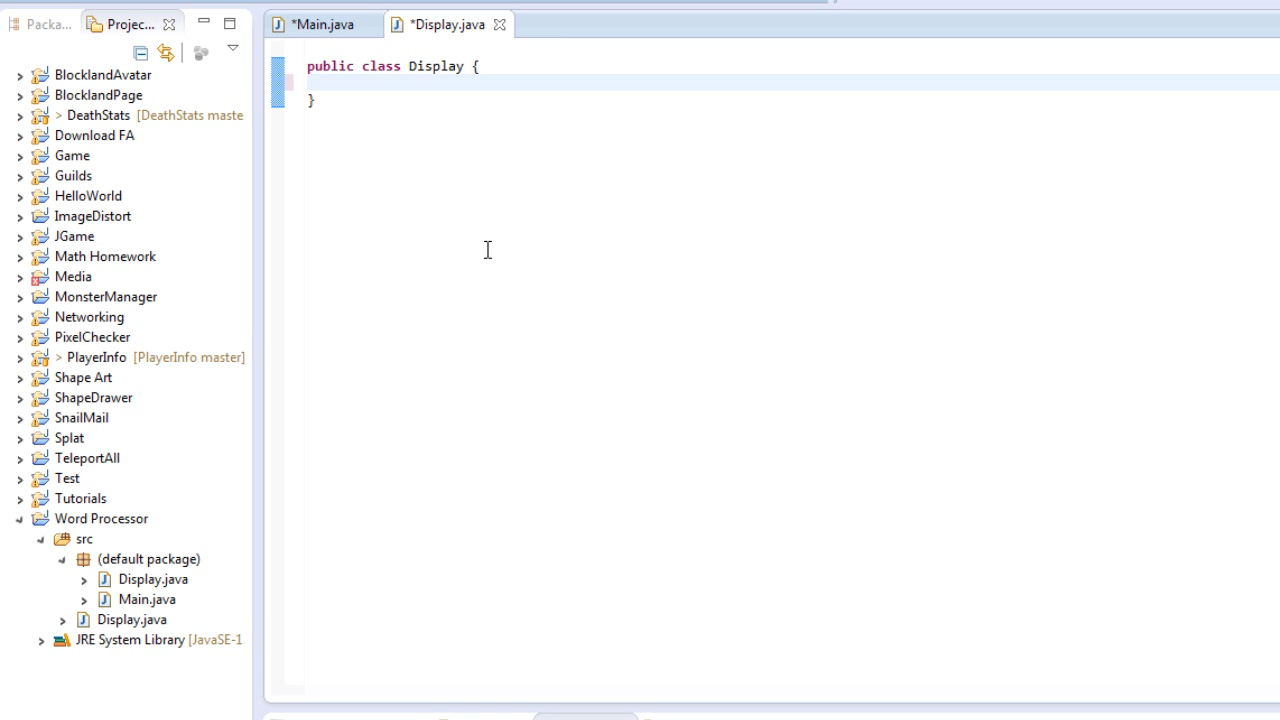 Packa... Projec...
BlocklandAvatar
BlocklandPage
> DeathStats [DeathStats maste
Download FA
Game
Guilds
HelloWorld
ImageDistort
JGame
Math Homework
Media
MonsterManager
Networking
PixelChecker
> PlayerInfo [PlayerInfo master]
Shape Art
ShapeDrawer
SnailMail
Splat
TeleportAll
Test
Tutorials
Word Processor
src
(default package)
Display.java
Main.java
Display.java
JRE System Library [JavaSE-1
*Main.java *Display.java
public class Display {
}